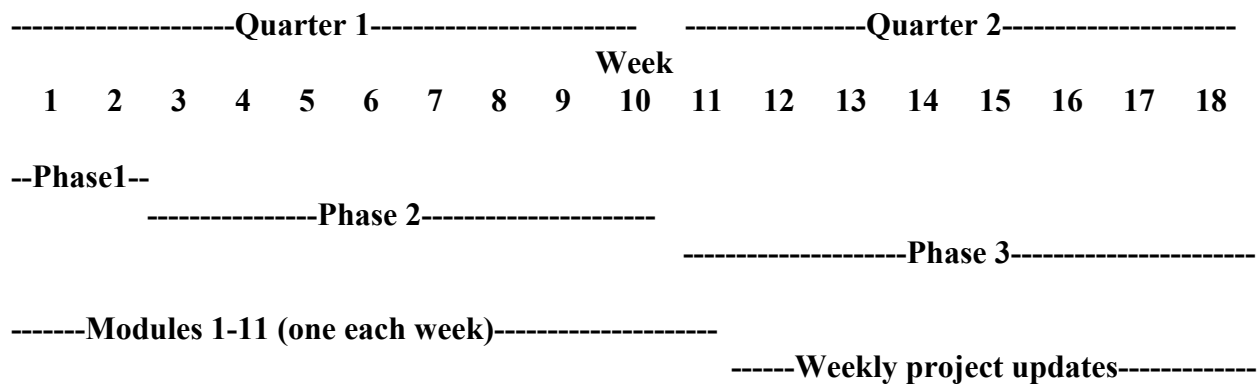 ---------------------Quarter 1------------------------- -----------------Quarter 2----------------------
Week
1 2 3 4 5 6 7 8 9 10 11 12 13 14 15 16 17 18
--Phase1--
----------------Phase 2----------------------
---------------------Phase 3-----------------------
-------Modules 1-11 (one each week)---------------------
------Weekly project updates-------------